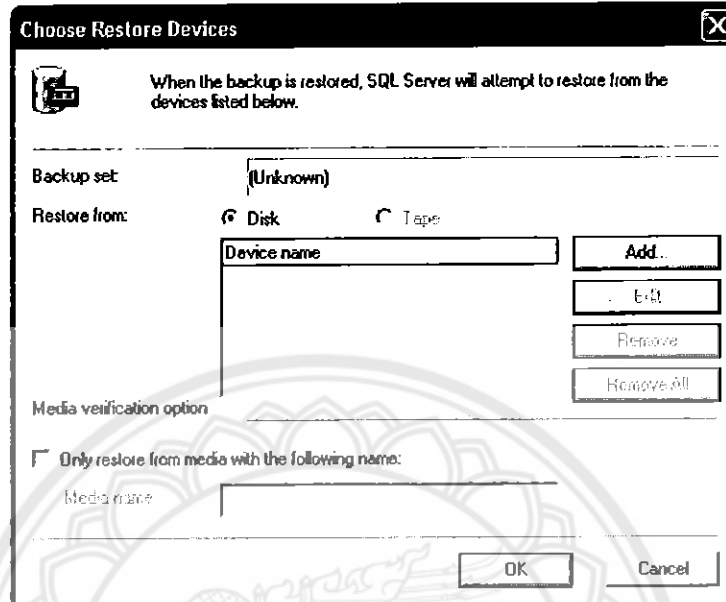 Choose Restore Devices
When the backup is restored, SQL Server will attempt to restore from the
devices listed below.
Backup set: (Unknown)
Restore from: Disk Tape
Device name
Add...
Edit
Remove
Remove All
Media verification option
Only restore from media with the following name:
Media name
OK Cancel